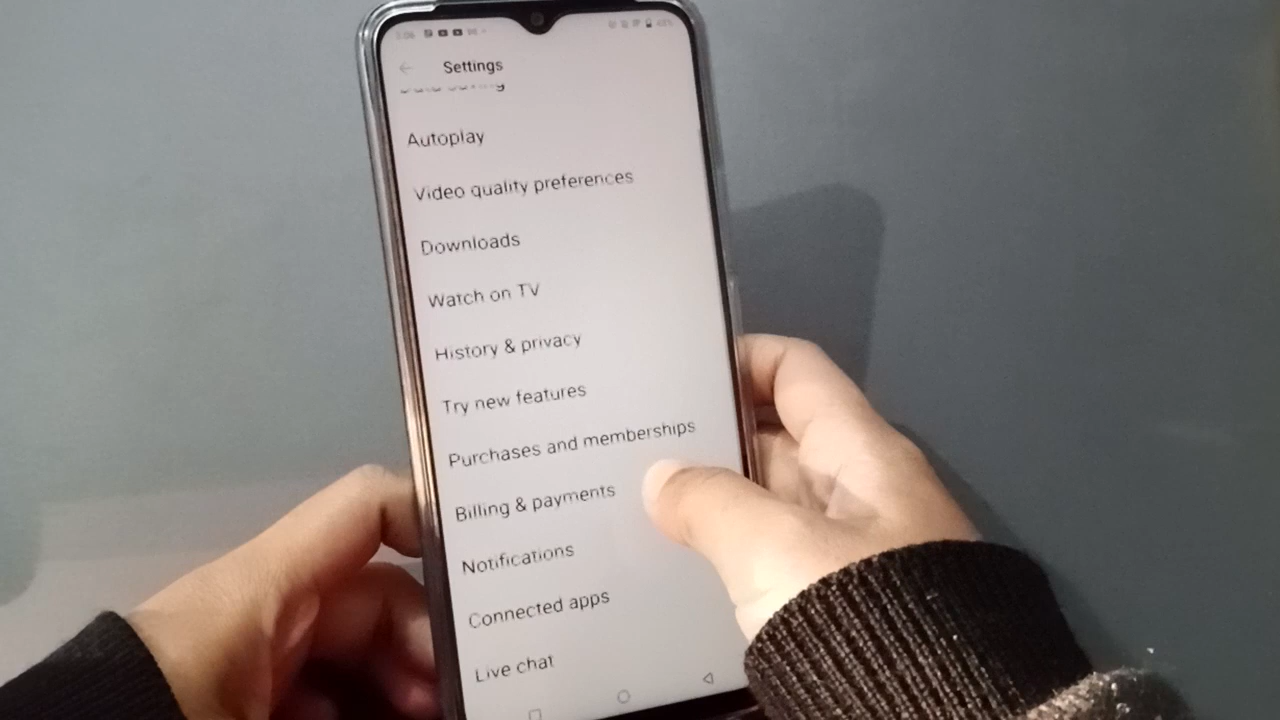 Settings
Autoplay
Video quality preferences
Downloads
Watch on TV
History & privacy
Try new features
Purchases and memberships
Billing & payments
Notifications
Connected apps
Live chat